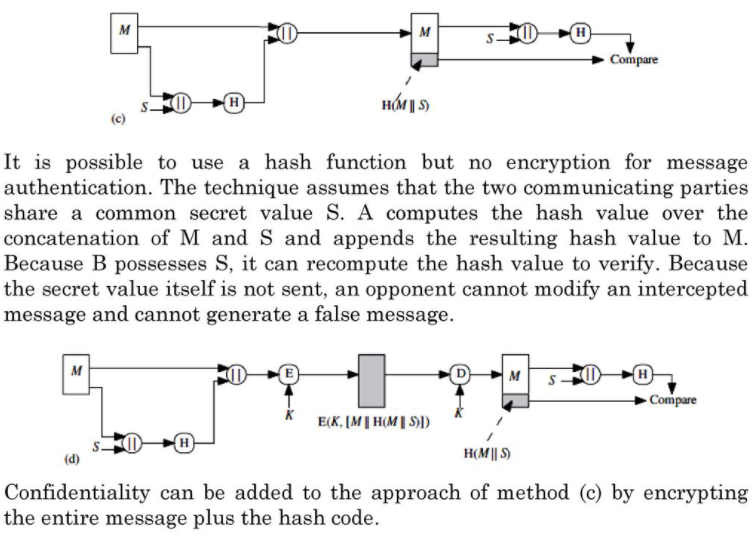 M
||
M
S
||
H
Compare
S
||
H
H(M || S)
(c)
It is possible to use a hash function but no encryption for message
authentication. The technique assumes that the two communicating parties
share a common secret value S. A computes the hash value over the
concatenation of M and S and appends the resulting hash value to M.
Because B possesses S, it can recompute the hash value to verify. Because
the secret value itself is not sent, an opponent cannot modify an intercepted
message and cannot generate a false message.
M
||
E
D
M
S
||
H
Compare
K
E(K, [M || H(M || S)])
K
S
||
H
H(M || S)
(d)
Confidentiality can be added to the approach of method (c) by encrypting
the entire message plus the hash code.